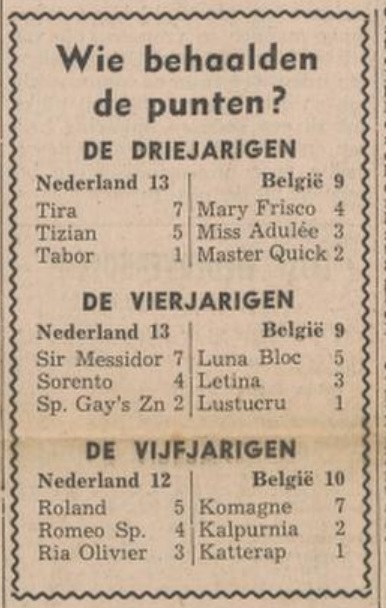 Wie behaalden
de punten?
DE DRIEJARIGEN
Nederland 13 België 9
Tira 7 Mary Frisco 4
Tizian 5 Miss Adulée 3
Tabor 1 Master Quick 2
DE VIERJARIGEN
Nederland 13 België 9
Sir Messidor 7 Luna Bloc 5
Sorento 4 Letina 3
Sp. Gay's Zn 2 Lustucru 1
DE VIJFJARIGEN
Nederland 12 België 10
Roland 5 Komagne 7
Romeo Sp. 4 Kalpurnia 2
Ria Olivier 3 Katterap 1